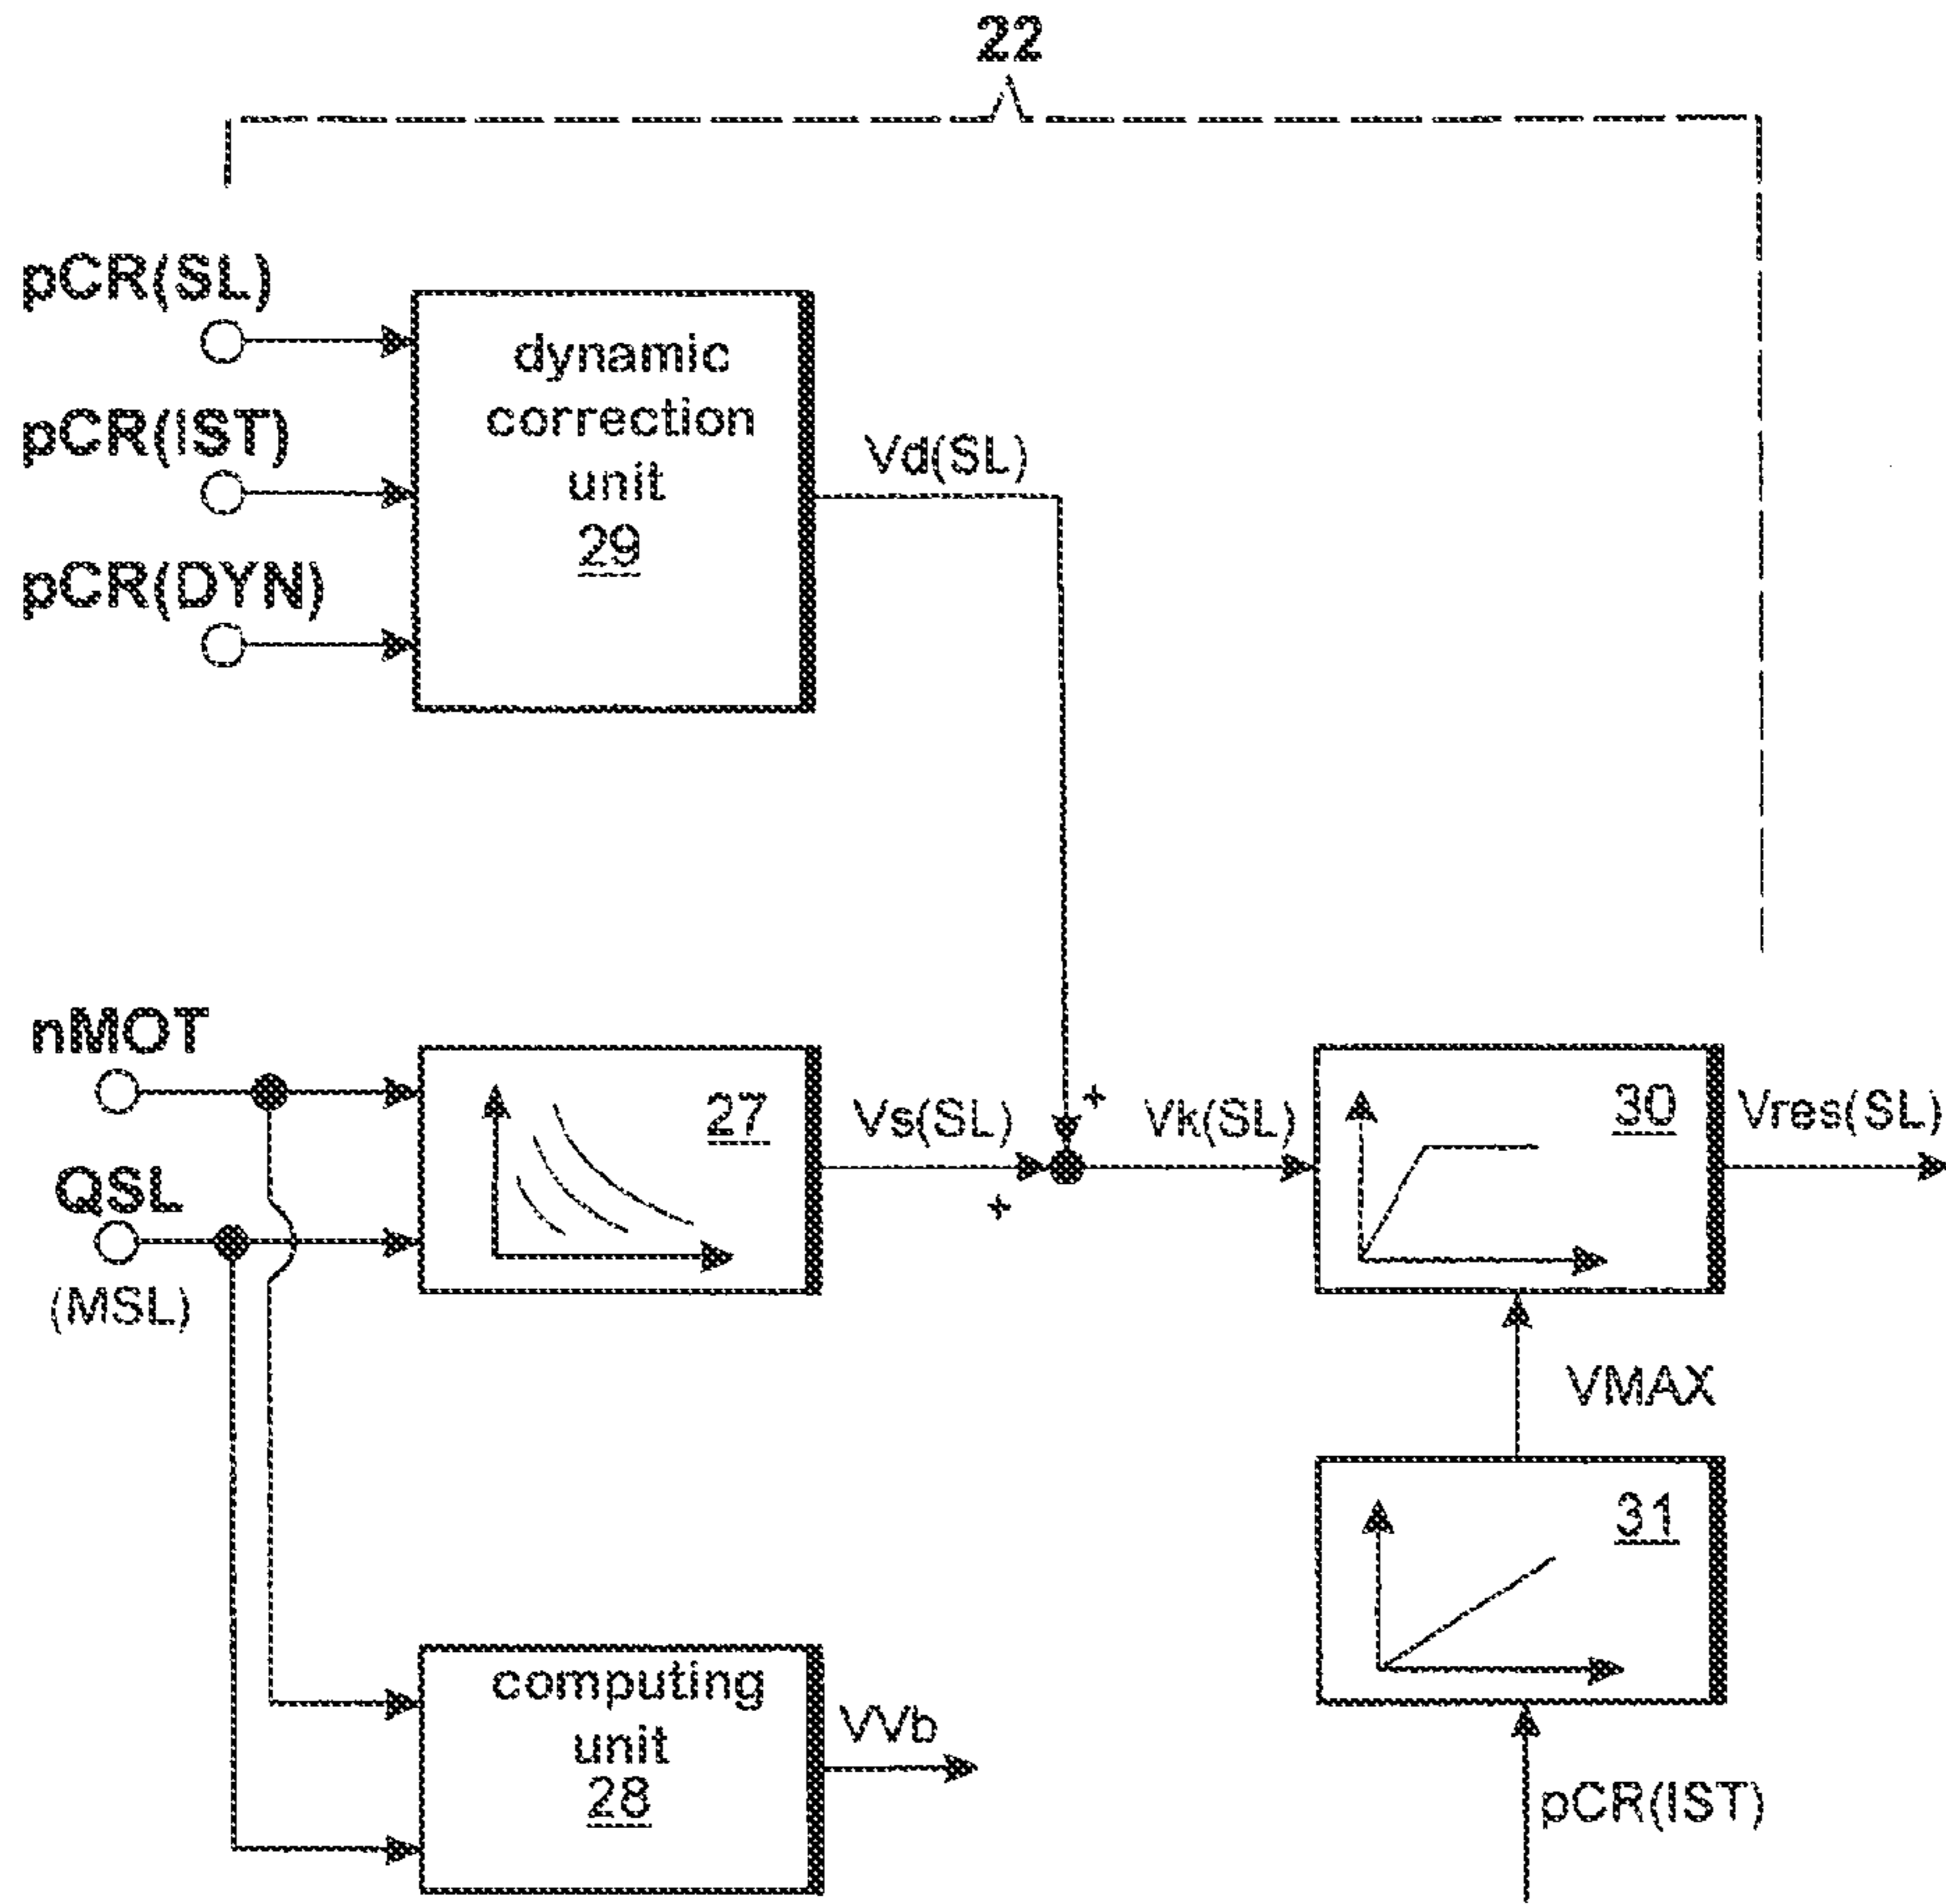 22
pCR(SL)
pCR(IST)
pCR(DYN)
dynamic
correction
unit
29
Vd(SL)
nMOT
QSL
(MSL)
27
Vs(SL)
+
+
Vk(SL)
30
Vres(SL)
VMAX
31
pCR(IST)
computing
unit
28
VVb